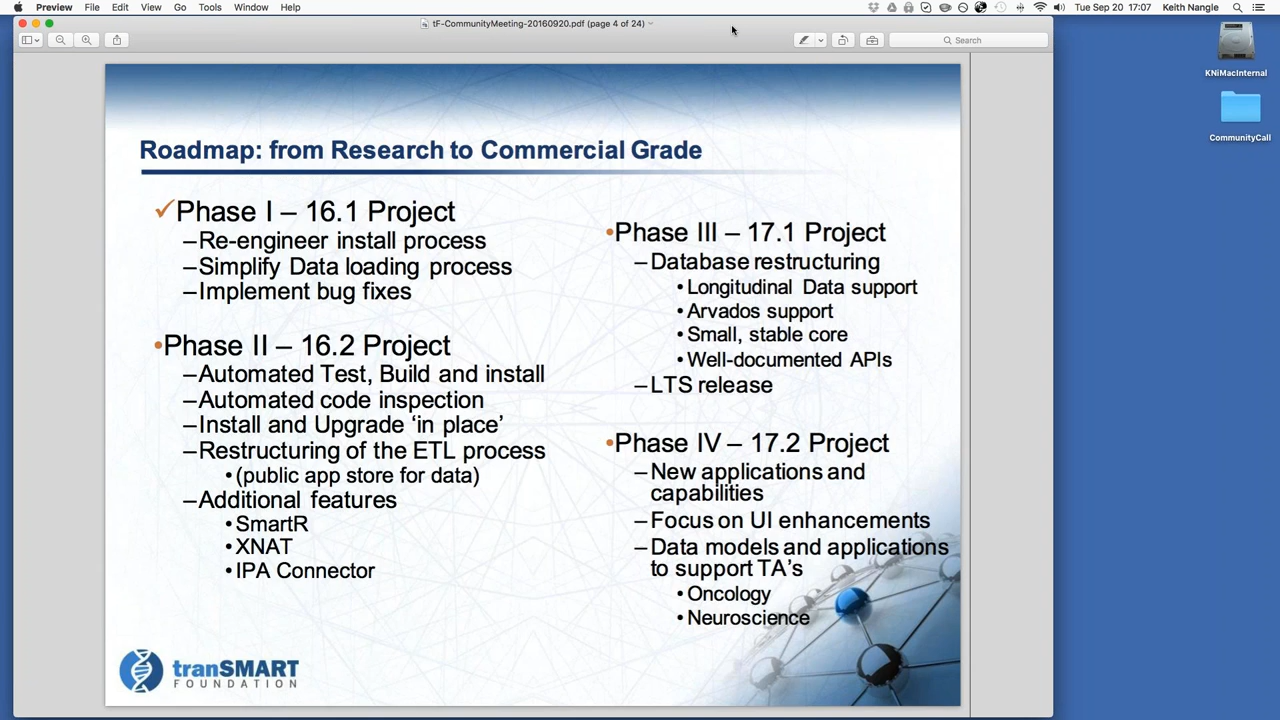 Preview File Edit View Go Tools Window Help
Tue Sep 20 17:07 Keith Nangle
tF-CommunityMeeting-20160920.pdf (page 4 of 24)
Search
KNiMacInternal
CommunityCall
Roadmap: from Research to Commercial Grade
✓Phase I – 16.1 Project
–Re-engineer install process
–Simplify Data loading process
–Implement bug fixes
•Phase II – 16.2 Project
–Automated Test, Build and install
–Automated code inspection
–Install and Upgrade ‘in place’
–Restructuring of the ETL process
•(public app store for data)
–Additional features
•SmartR
•XNAT
•IPA Connector
•Phase III – 17.1 Project
–Database restructuring
•Longitudinal Data support
•Arvados support
•Small, stable core
•Well-documented APIs
–LTS release
•Phase IV – 17.2 Project
–New applications and
capabilities
–Focus on UI enhancements
–Data models and applications
to support TA’s
•Oncology
•Neuroscience
tranSMART
FOUNDATION